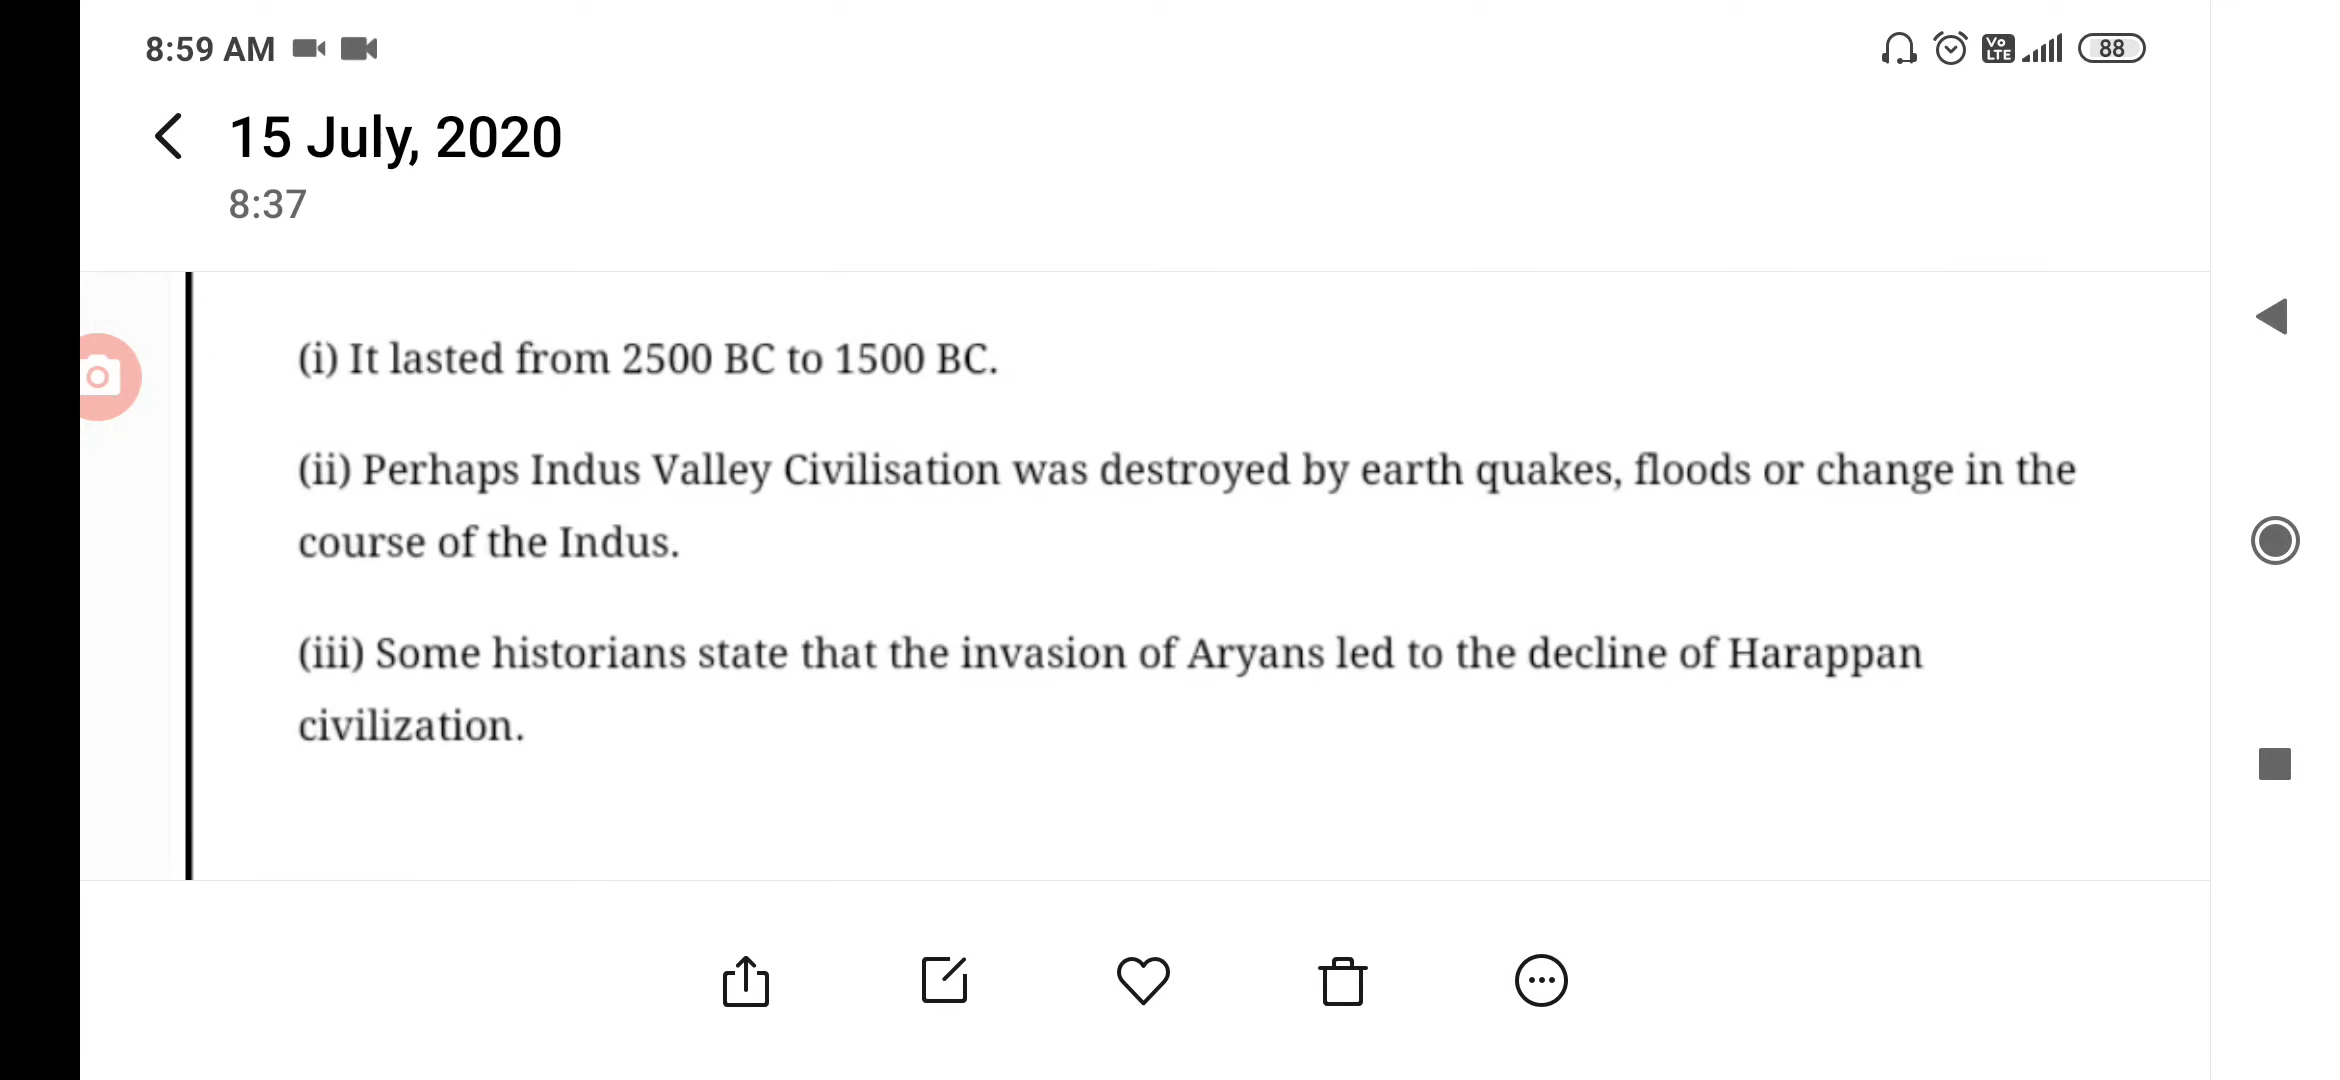 8:59 AM
Vo LTE 88
15 July, 2020
8:37
(i) It lasted from 2500 BC to 1500 BC.
(ii) Perhaps Indus Valley Civilisation was destroyed by earth quakes, floods or change in the
course of the Indus.
(iii) Some historians state that the invasion of Aryans led to the decline of Harappan
civilization.